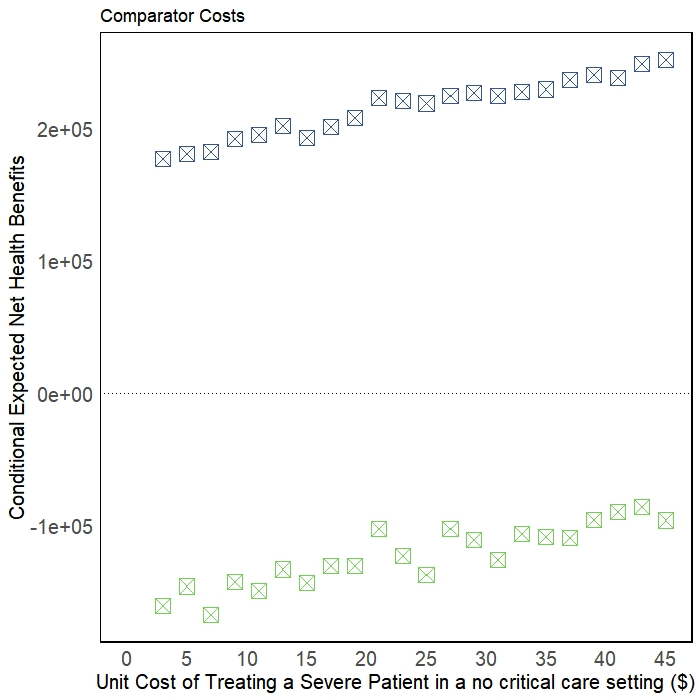 Comparator Costs
Conditional Expected Net Health Benefits
2e+05
1e+05
0e+00
-1e+05
0 5 10 15 20 25 30 35 40 45
Unit Cost of Treating a Severe Patient in a no critical care setting ($)